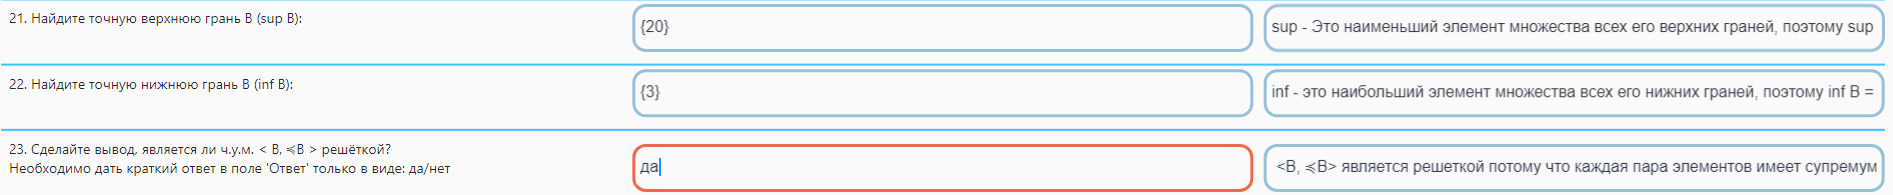 21. Найдите точную верхнюю грань B (sup B):
{20}
sup - Это наименьший элемент множества всех его верхних граней, поэтому sup
22. Найдите точную нижнюю грань B (inf B):
{3}
inf - это наибольший элемент множества всех его нижних граней, поэтому inf B =
23. Сделайте вывод, является ли ч.у.м. < B, ≼B > решёткой?
Необходимо дать краткий ответ в поле 'Ответ' только в виде: да/нет
да
<B, ≼B> является решеткой потому что каждая пара элементов имеет супремум